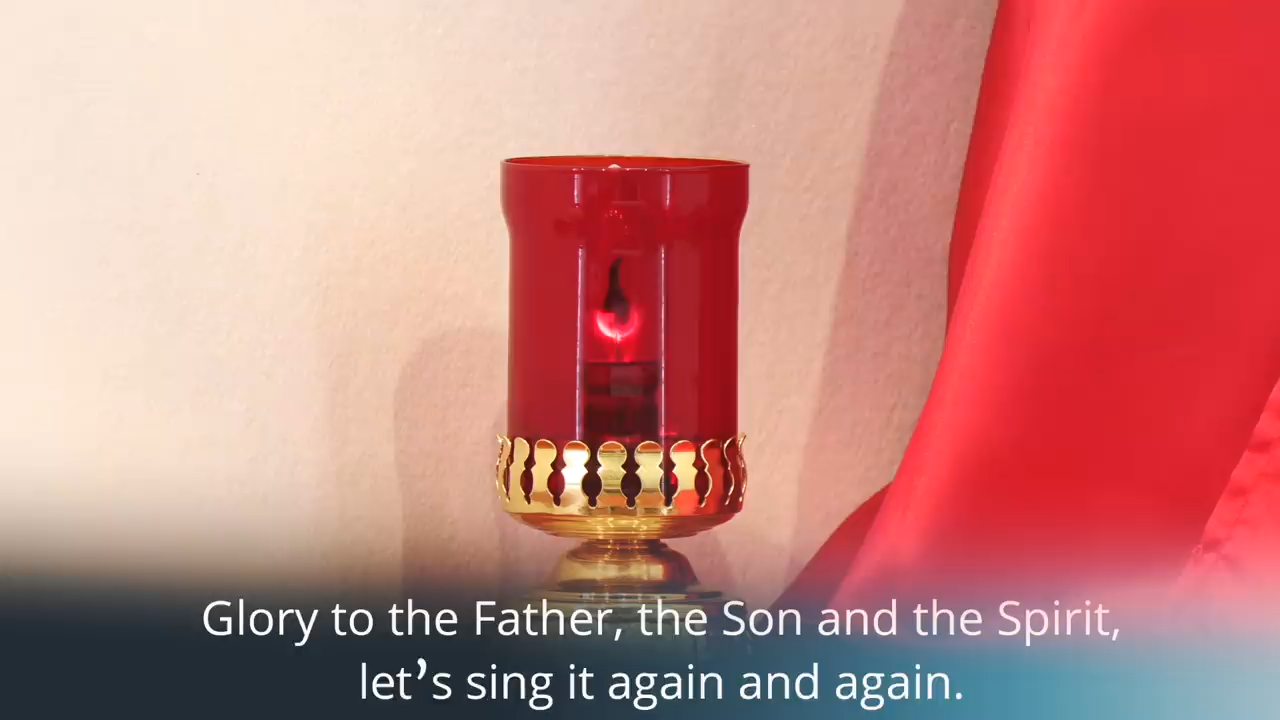 Glory to the Father, the Son and the Spirit,
let’s sing it again and again.